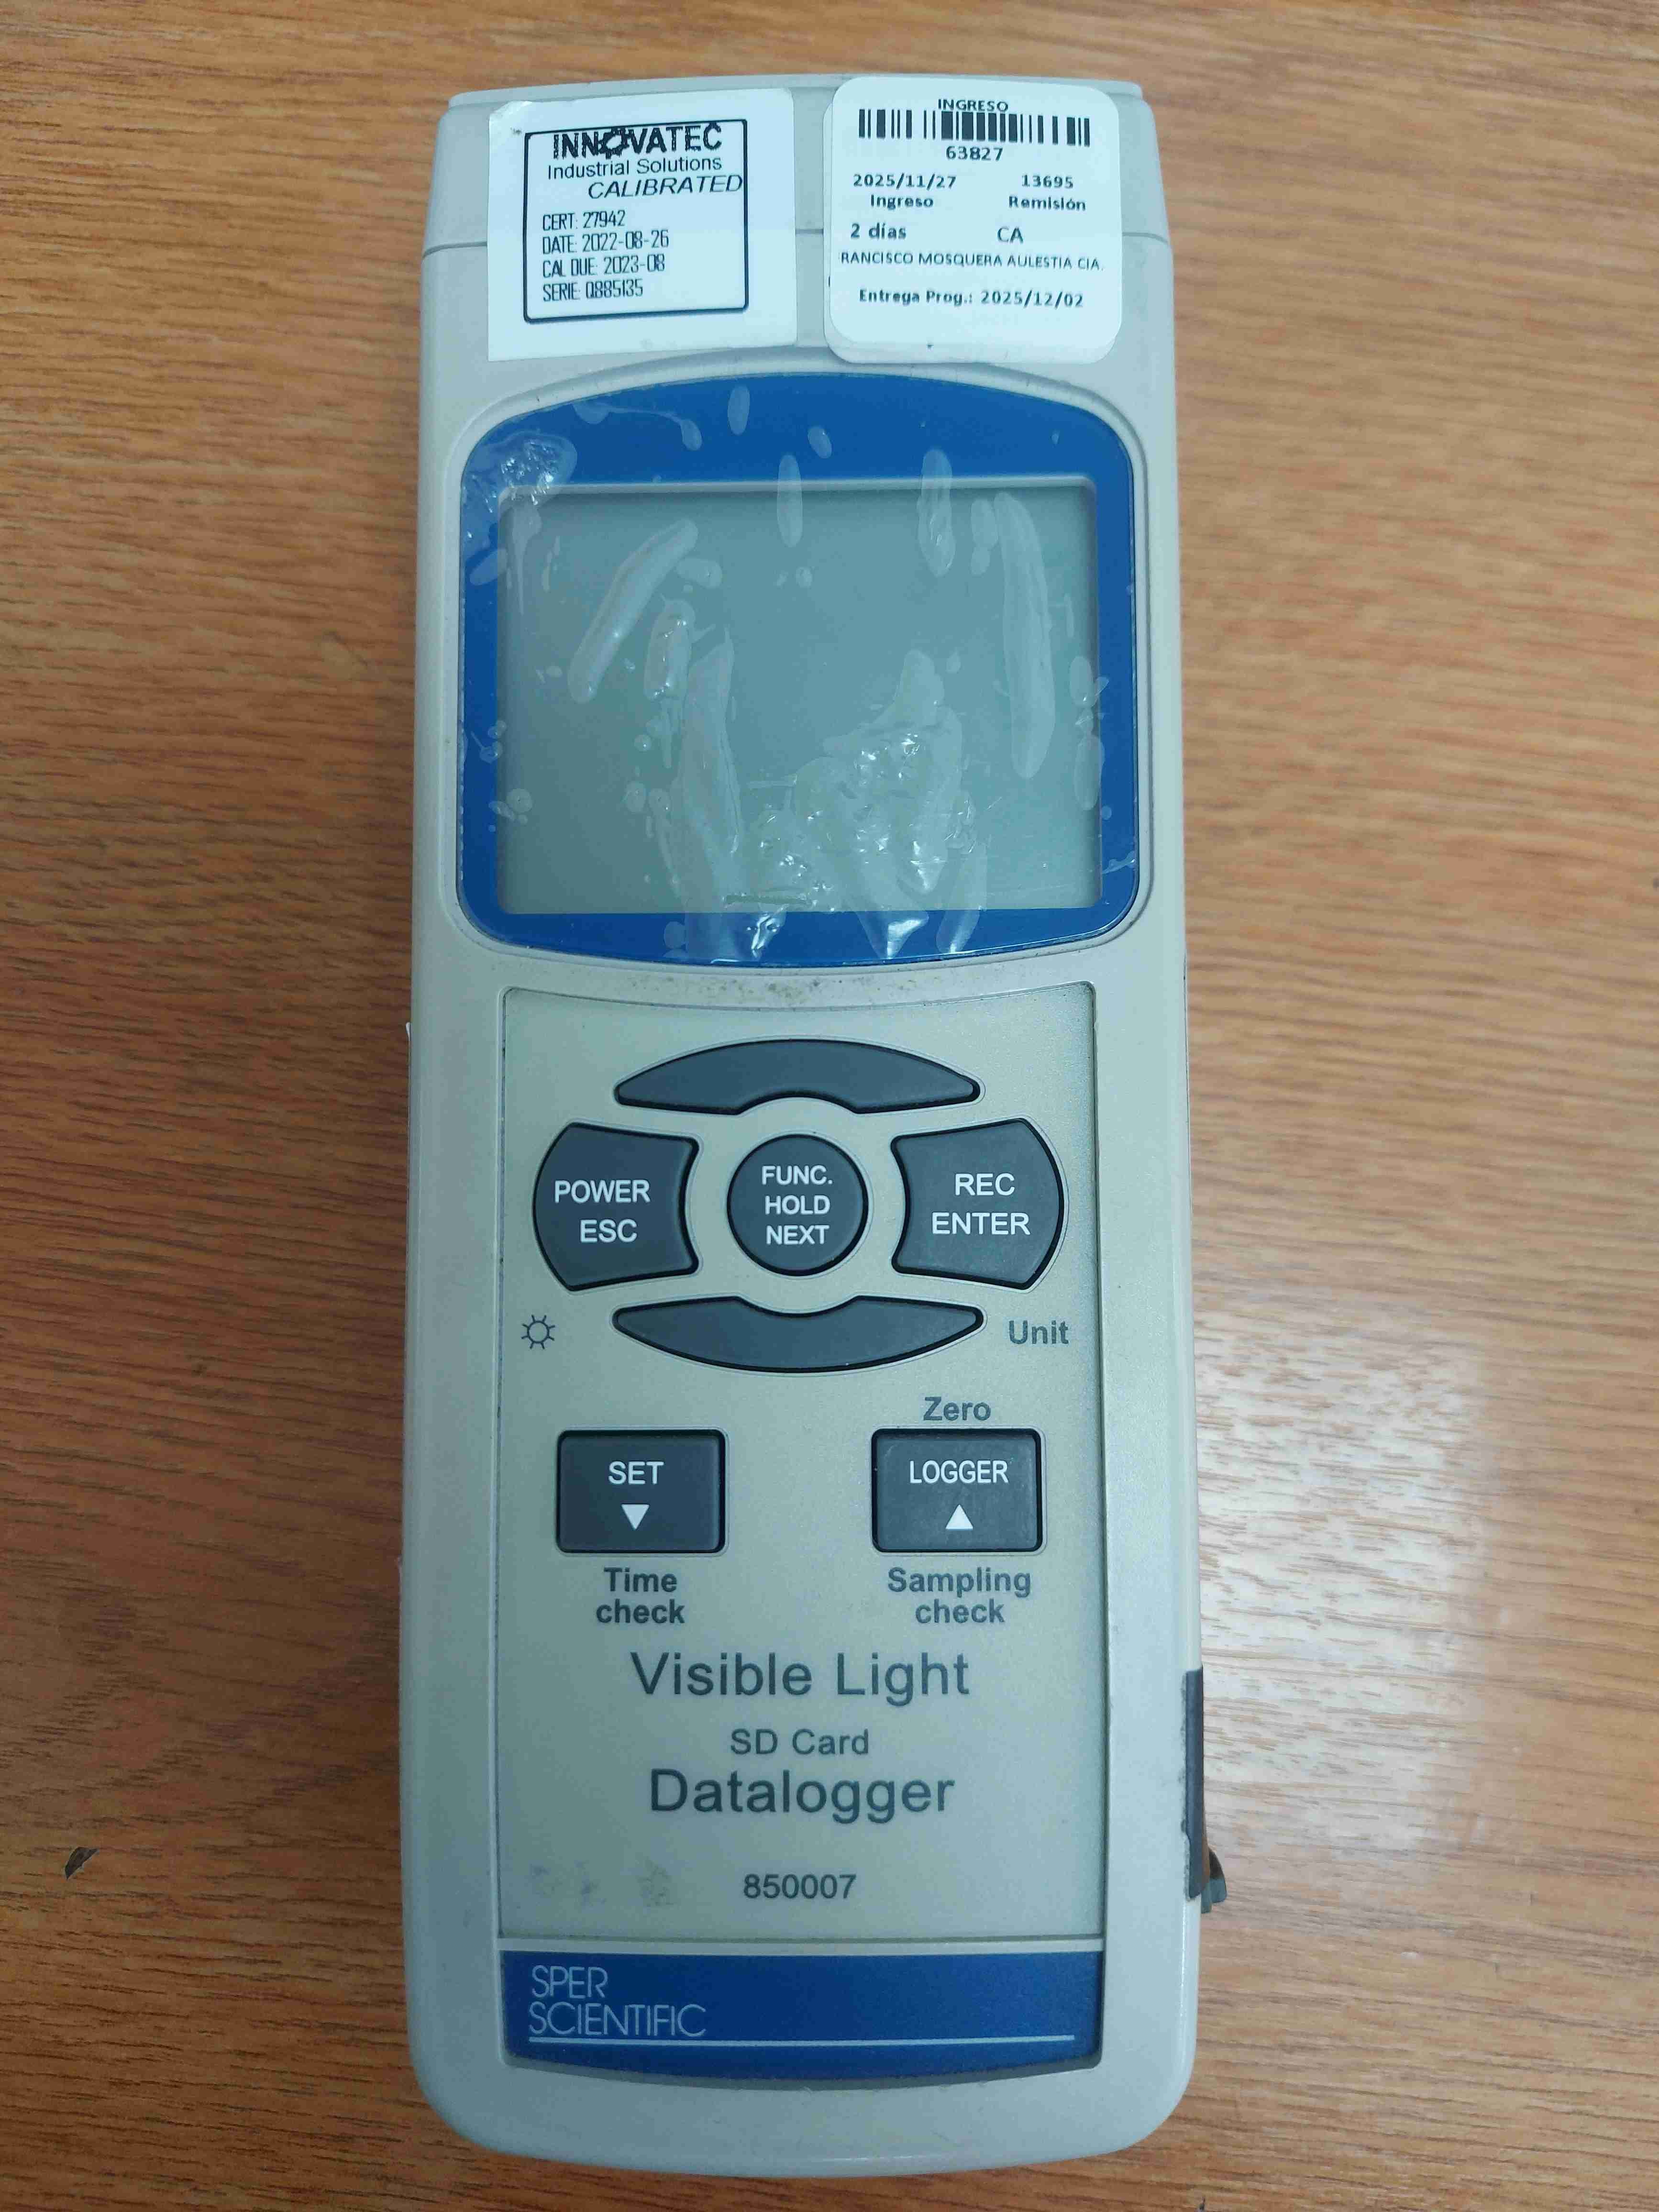 INNOVATEC
Industrial Solutions
CALIBRATED
CERT: 27942
DATE: 2022-08-26
CAL DUE: 2023-08
SERIE: Q885135
INGRESO
63827
2025/11/27 13695
Ingreso Remisión
2 días CA
RANCISCO MOSQUERA AULESTIA CIA.
Entrega Prog.: 2025/12/02
POWER
ESC
FUNC.
HOLD
NEXT
REC
ENTER
Unit
Zero
SET
LOGGER
Time
check
Sampling
check
Visible Light
SD Card
Datalogger
850007
SPER
SCIENTIFIC